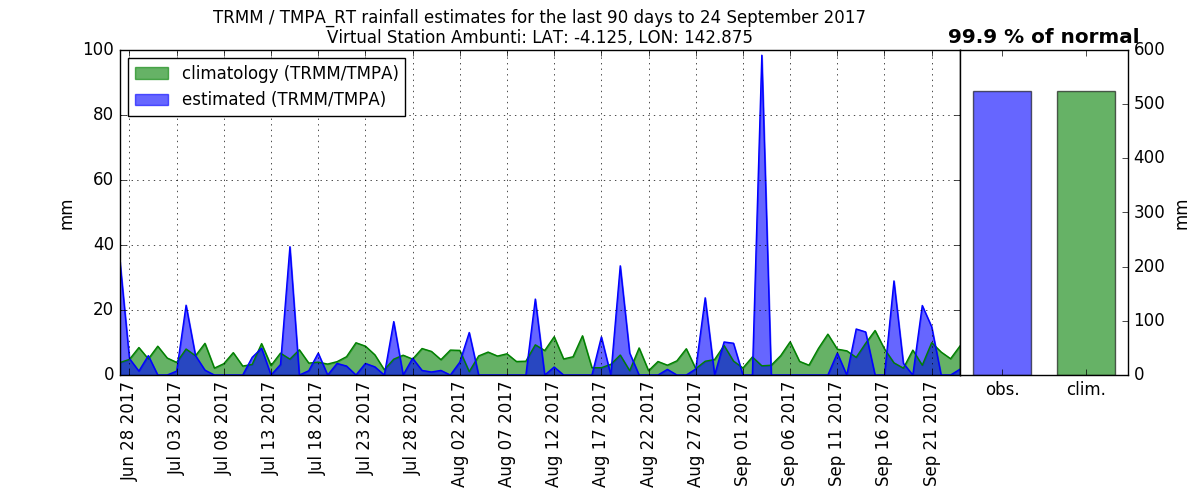 TRMM / TMPA_RT rainfall estimates for the last 90 days to 24 September 2017
Virtual Station Ambunti: LAT: -4.125, LON: 142.875
99.9 % of normal
climatology (TRMM/TMPA)
estimated (TRMM/TMPA)
100
80
60
40
20
0
mm
600
500
400
300
200
100
0
mm
Jun 28 2017
Jul 03 2017
Jul 08 2017
Jul 13 2017
Jul 18 2017
Jul 23 2017
Jul 28 2017
Aug 02 2017
Aug 07 2017
Aug 12 2017
Aug 17 2017
Aug 22 2017
Aug 27 2017
Sep 01 2017
Sep 06 2017
Sep 11 2017
Sep 16 2017
Sep 21 2017
obs.
clim.